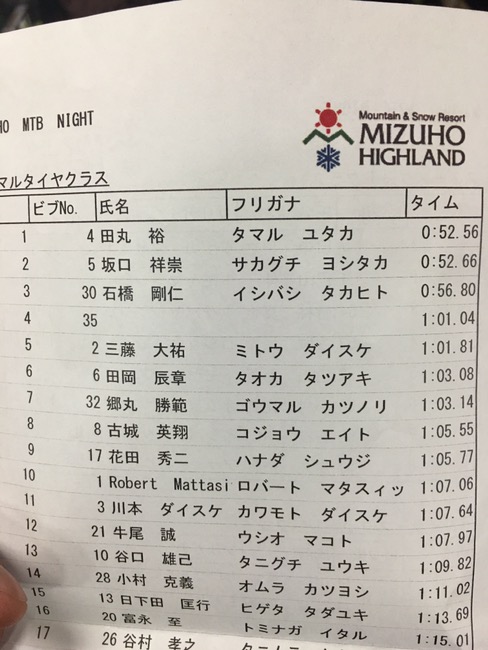 HO MTB NIGHT
Mountain & Snow Resort
MIZUHO
HIGHLAND
マルタイヤクラス
ビブNo. 氏名 フリガナ タイム
1 4 田丸 裕 タマル ユタカ 0:52.56
2 5 坂口 祥崇 サカグチ ヨシタカ 0:52.66
3 30 石橋 剛仁 イシバシ タカヒト 0:56.80
4 35 1:01.04
5 2 三藤 大祐 ミトウ ダイスケ 1:01.81
6 6 田岡 辰章 タオカ タツアキ 1:03.08
7 32 郷丸 勝範 ゴウマル カツノリ 1:03.14
8 8 古城 英翔 コジョウ エイト 1:05.55
9 17 花田 秀二 ハナダ シュウジ 1:05.77
10 1 Robert Mattasi ロバート マタスィッ 1:07.06
11 3 川本 ダイスケ カワモト ダイスケ 1:07.64
12 21 牛尾 誠 ウシオ マコト 1:07.97
13 10 谷口 雄己 タニグチ ユウキ 1:09.82
14 28 小村 克義 オムラ カツヨシ 1:11.02
15 13 日下田 匡行 ヒゲタ タダユキ 1:13.69
16 20 富永 至 トミナガ イタル 1:15.01
17 26 谷村 孝之